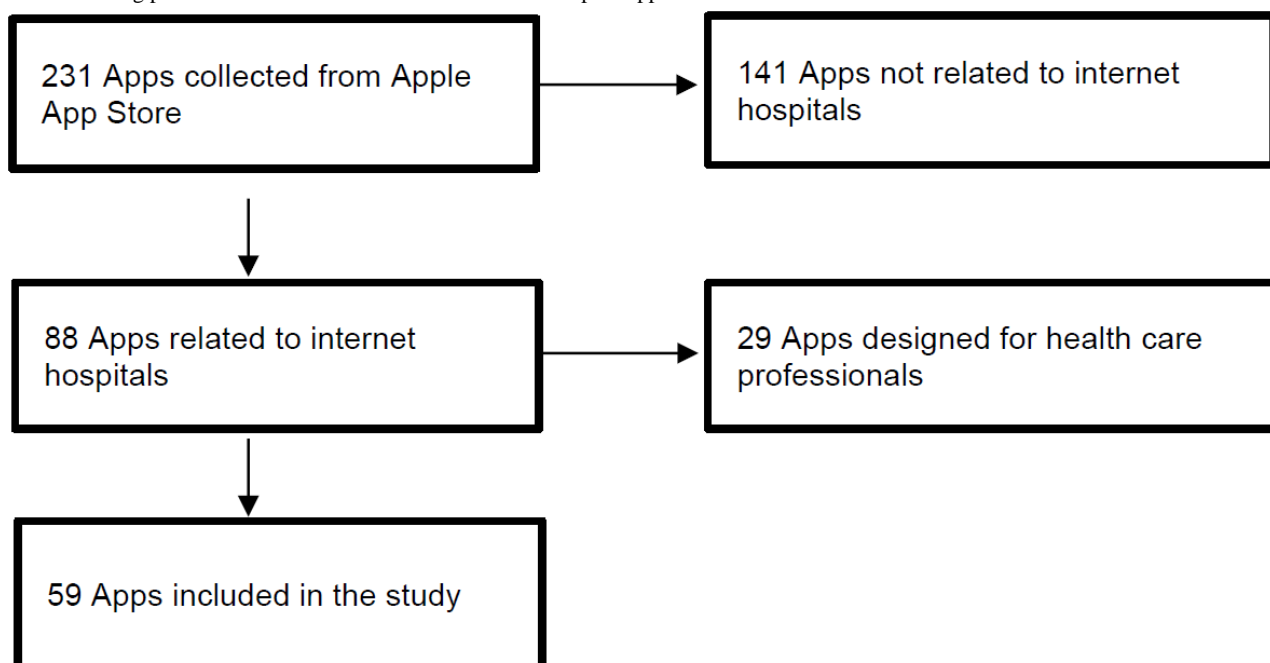 231 Apps collected from Apple
App Store
141 Apps not related to internet
hospitals
88 Apps related to internet
hospitals
29 Apps designed for health care
professionals
59 Apps included in the study